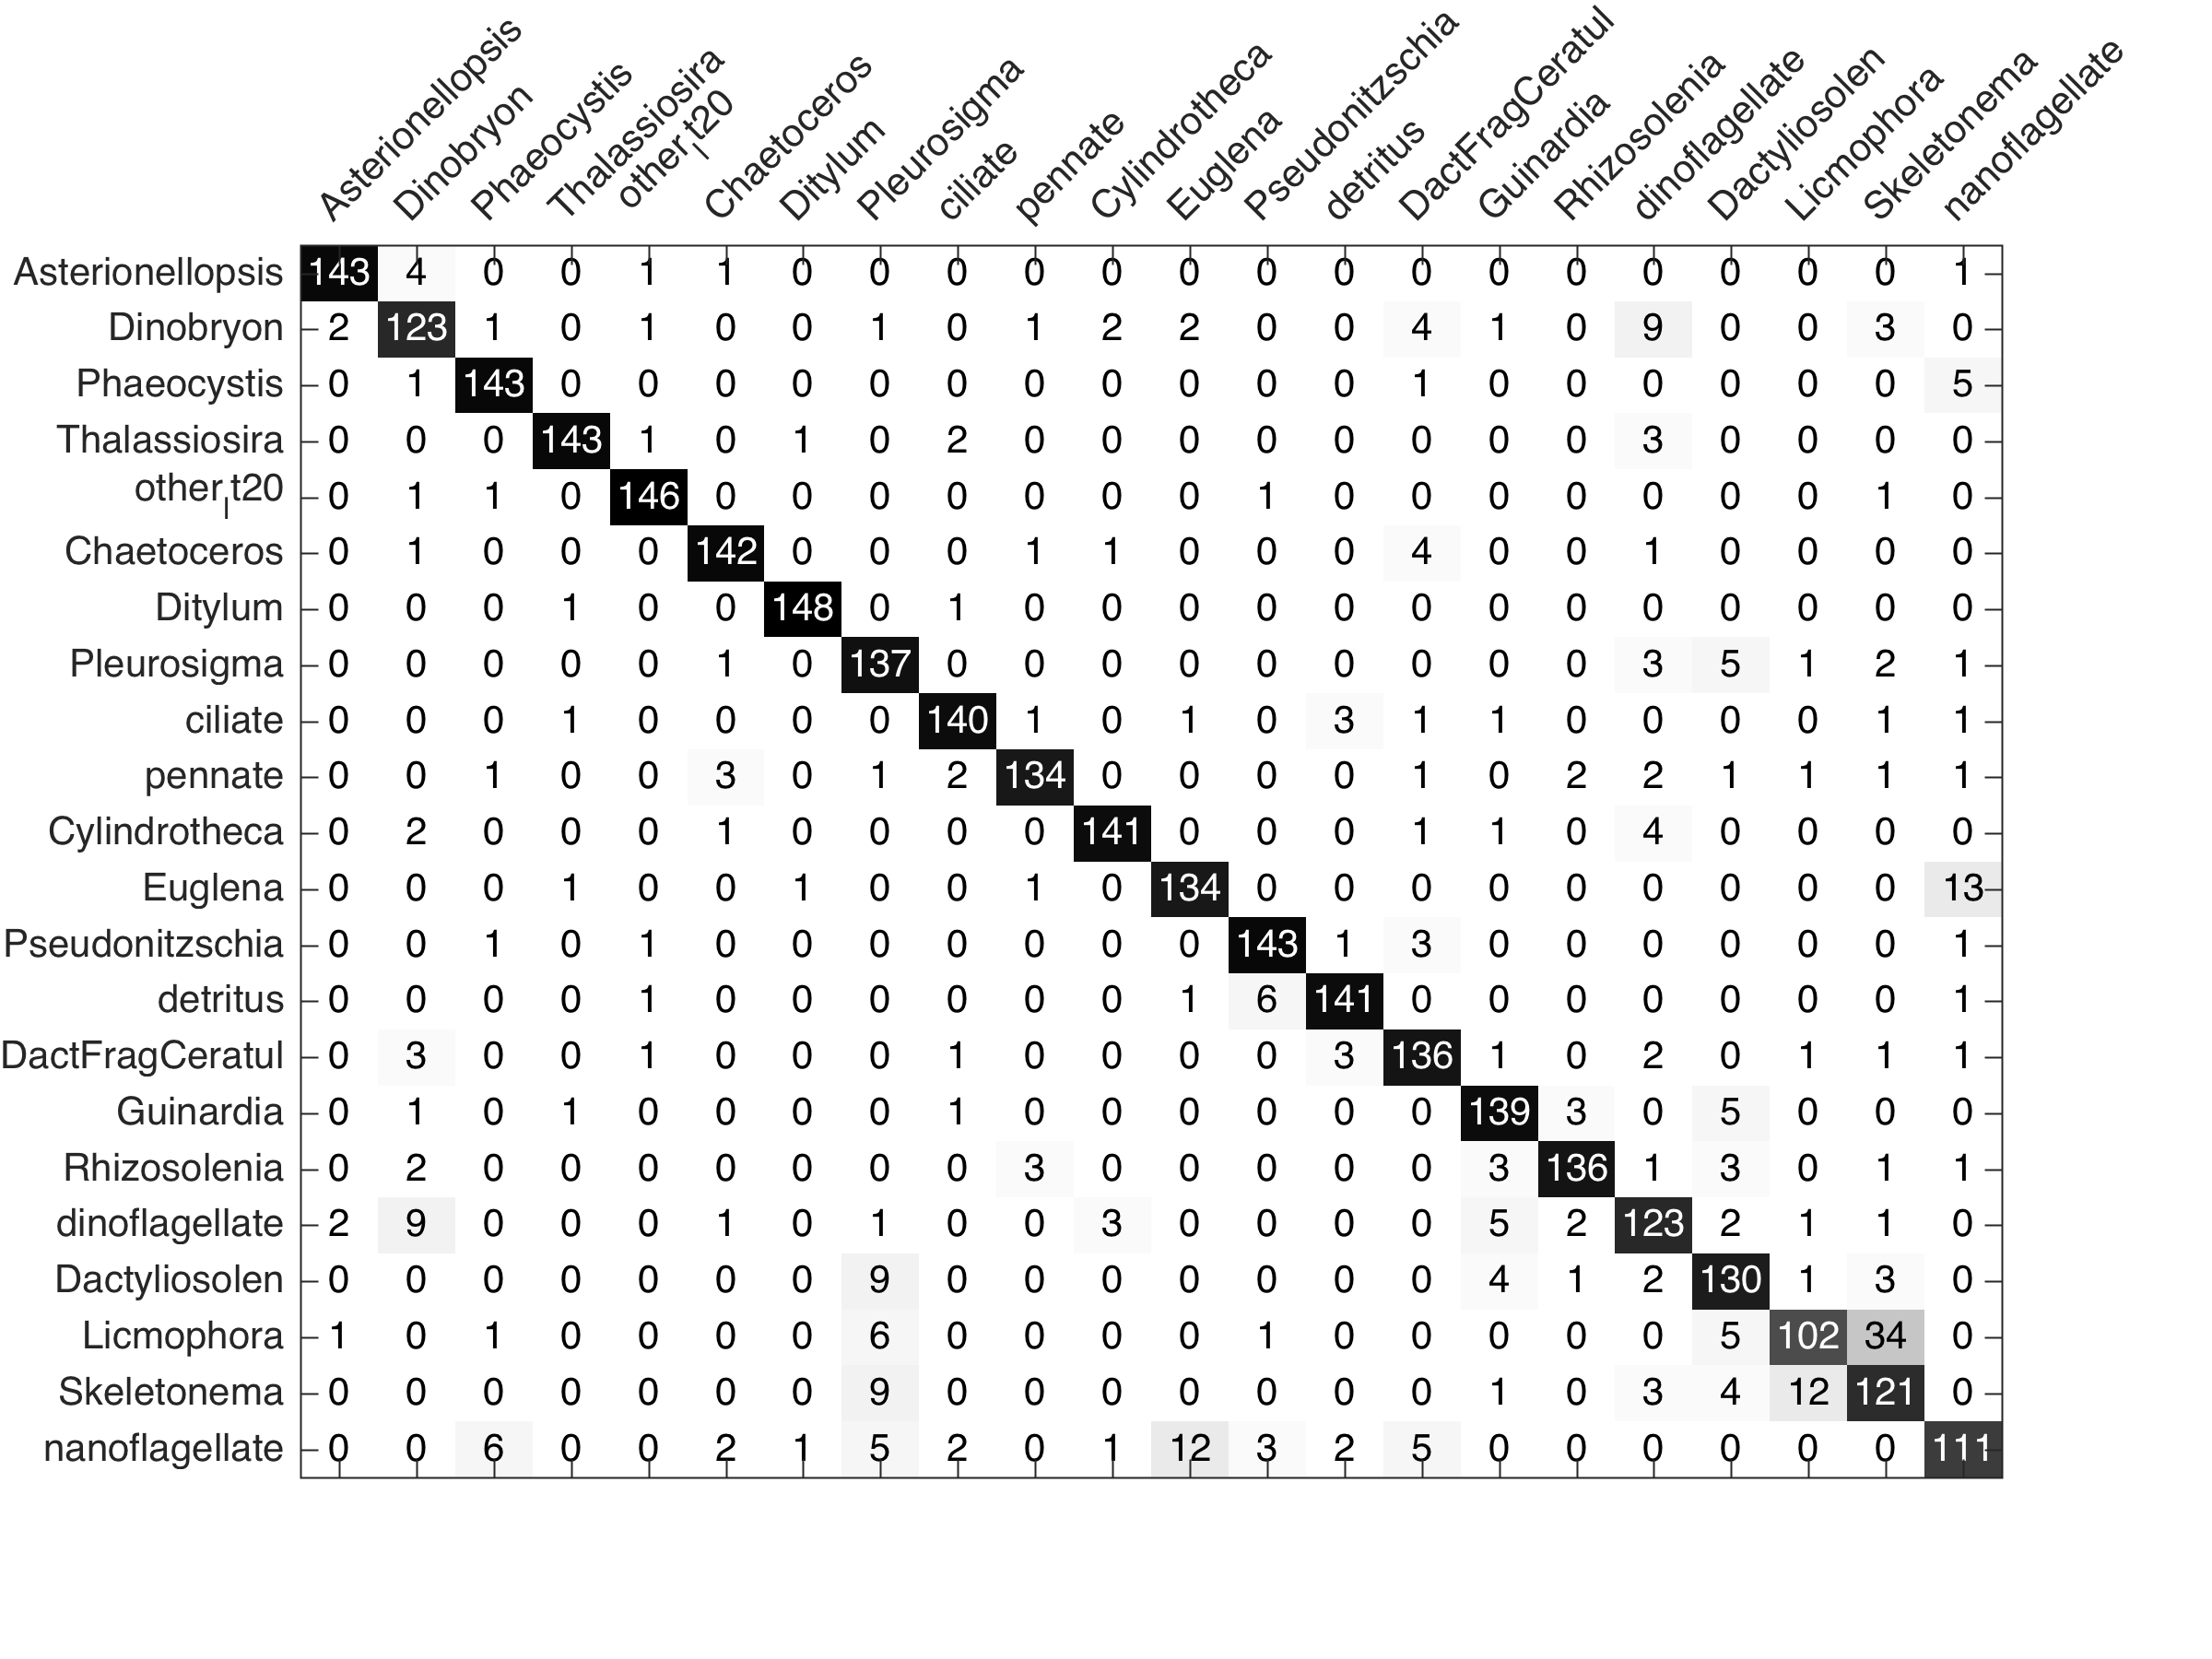 Asterionellopsis Dinobryon Phaeocystis Thalassiosira other_t20 Chaetoceros Ditylum Pleurosigma ciliate pennate Cylindrotheca Euglena Pseudonitzschia detritus DactFragCeratul Guinardia Rhizosolenia dinoflagellate Dactyliosolen Licmophora Skeletonema nanoflagellate
Asterionellopsis 143 4 0 0 1 1 0 0 0 0 0 0 0 0 0 0 0 0 0 0 0 1
Dinobryon 2 123 1 0 1 0 0 1 0 1 2 2 0 0 4 1 0 9 0 0 3 0
Phaeocystis 0 1 143 0 0 0 0 0 0 0 0 0 0 0 1 0 0 0 0 0 0 5
Thalassiosira 0 0 0 143 1 0 1 0 2 0 0 0 0 0 0 0 0 3 0 0 0 0
other_t20 0 1 1 0 146 0 0 0 0 0 0 0 1 0 0 0 0 0 0 0 1 0
Chaetoceros 0 1 0 0 0 142 0 0 0 1 1 0 0 0 4 0 0 1 0 0 0 0
Ditylum 0 0 0 1 0 0 148 0 1 0 0 0 0 0 0 0 0 0 0 0 0 0
Pleurosigma 0 0 0 0 0 1 0 137 0 0 0 0 0 0 0 0 0 3 5 1 2 1
ciliate 0 0 0 1 0 0 0 0 140 1 0 1 0 3 1 1 0 0 0 0 1 1
pennate 0 0 1 0 0 3 0 1 2 134 0 0 0 0 1 0 2 2 1 1 1 1
Cylindrotheca 0 2 0 0 0 1 0 0 0 0 141 0 0 0 1 1 0 4 0 0 0 0
Euglena 0 0 0 1 0 0 1 0 0 1 0 134 0 0 0 0 0 0 0 0 0 13
Pseudonitzschia 0 0 1 0 1 0 0 0 0 0 0 0 143 1 3 0 0 0 0 0 0 1
detritus 0 0 0 0 1 0 0 0 0 0 0 1 6 141 0 0 0 0 0 0 0 1
DactFragCeratul 0 3 0 0 1 0 0 0 1 0 0 0 0 3 136 1 0 2 0 1 1 1
Guinardia 0 1 0 1 0 0 0 0 1 0 0 0 0 0 0 139 3 0 5 0 0 0
Rhizosolenia 0 2 0 0 0 0 0 0 0 3 0 0 0 0 0 3 136 1 3 0 1 1
dinoflagellate 2 9 0 0 0 1 0 1 0 0 3 0 0 0 0 5 2 123 2 1 1 0
Dactyliosolen 0 0 0 0 0 0 0 9 0 0 0 0 0 0 0 4 1 2 130 1 3 0
Licmophora 1 0 1 0 0 0 0 6 0 0 0 0 1 0 0 0 0 0 5 102 34 0
Skeletonema 0 0 0 0 0 0 0 9 0 0 0 0 0 0 0 1 0 3 4 12 121 0
nanoflagellate 0 0 6 0 0 2 1 5 2 0 1 12 3 2 5 0 0 0 0 0 0 111